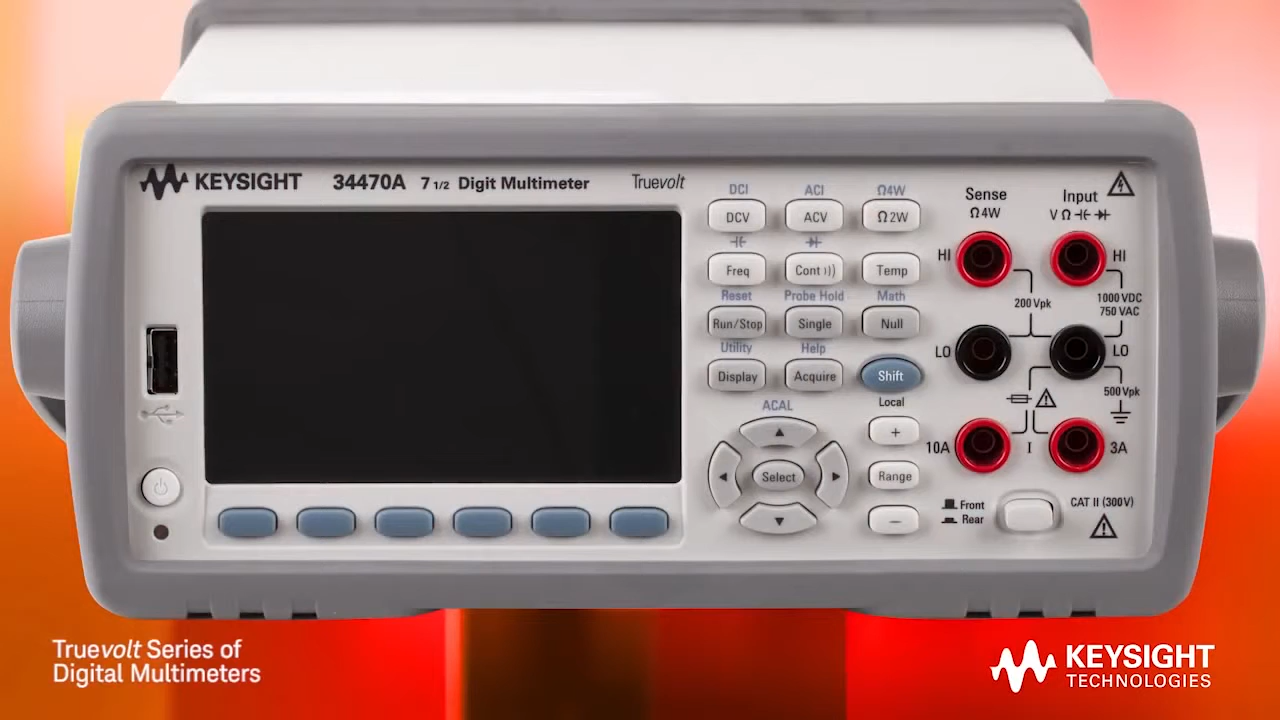 KEYSIGHT 34470A 7 1/2 Digit Multimeter Truevolt
DCI ACI Ω4W
DCV ACV Ω2W
Freq Cont Temp
Reset Probe Hold Math
Run/Stop Single Null
Utility Help
Display Acquire Shift
Local
ACAL
Select
+
Range
−
Sense
Ω4W
Input
V Ω
HI HI
200 Vpk
1000 VDC
750 VAC
LO LO
500 Vpk
10A I 3A
Front
Rear
CAT II (300V)
Truevolt Series of
Digital Multimeters
KEYSIGHT
TECHNOLOGIES